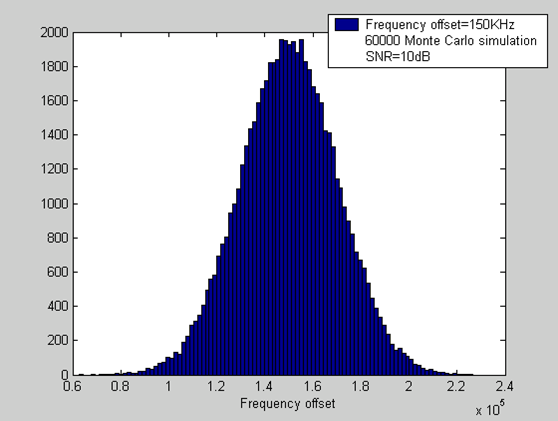 Frequency offset=150KHz
60000 Monte Carlo simulation
SNR=10dB
2000
1800
1600
1400
1200
1000
800
600
400
200
0
0.6 0.8 1 1.2 1.4 1.6 1.8 2 2.2 2.4
Frequency offset
x 10^5